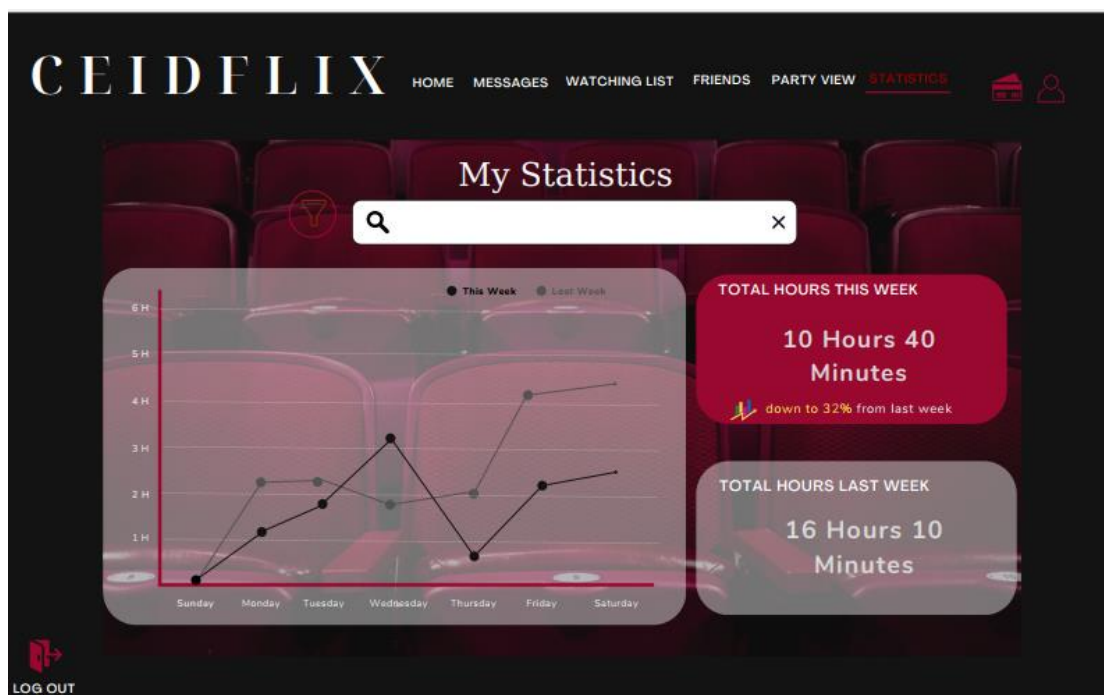 CEIDFLIX HOME MESSAGES WATCHING LIST FRIENDS PARTY VIEW STATISTICS
My Statistics
This Week Last Week
6 H
5 H
4 H
3 H
2 H
1 H
Sunday Monday Tuesday Wednesday Thursday Friday Saturday
TOTAL HOURS THIS WEEK
10 Hours 40
Minutes
down to 32% from last week
TOTAL HOURS LAST WEEK
16 Hours 10
Minutes
LOG OUT